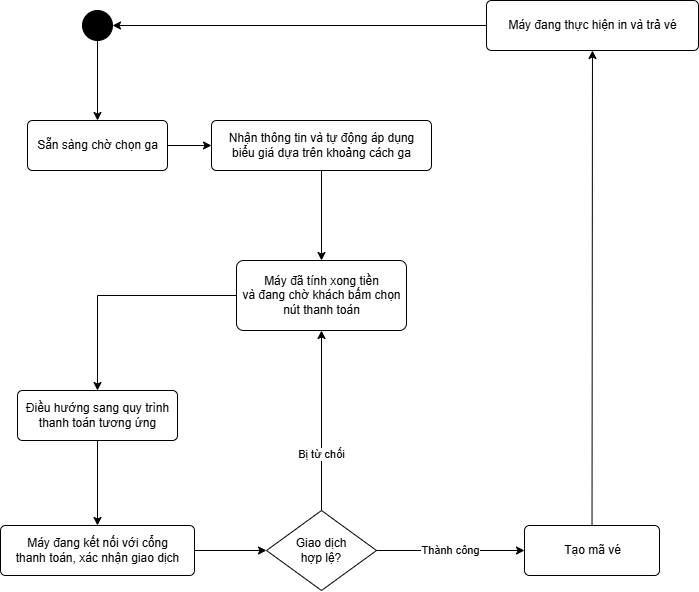 Máy đang thực hiện in và trả vé
Sẵn sàng chờ chọn ga
Nhận thông tin và tự động áp dụng
biểu giá dựa trên khoảng cách ga
Máy đã tính xong tiền
và đang chờ khách bấm chọn
nút thanh toán
Điều hướng sang quy trình
thanh toán tương ứng
Bị từ chối
Máy đang kết nối với cổng
thanh toán, xác nhận giao dịch
Giao dịch
hợp lệ?
Thành công
Tạo mã vé